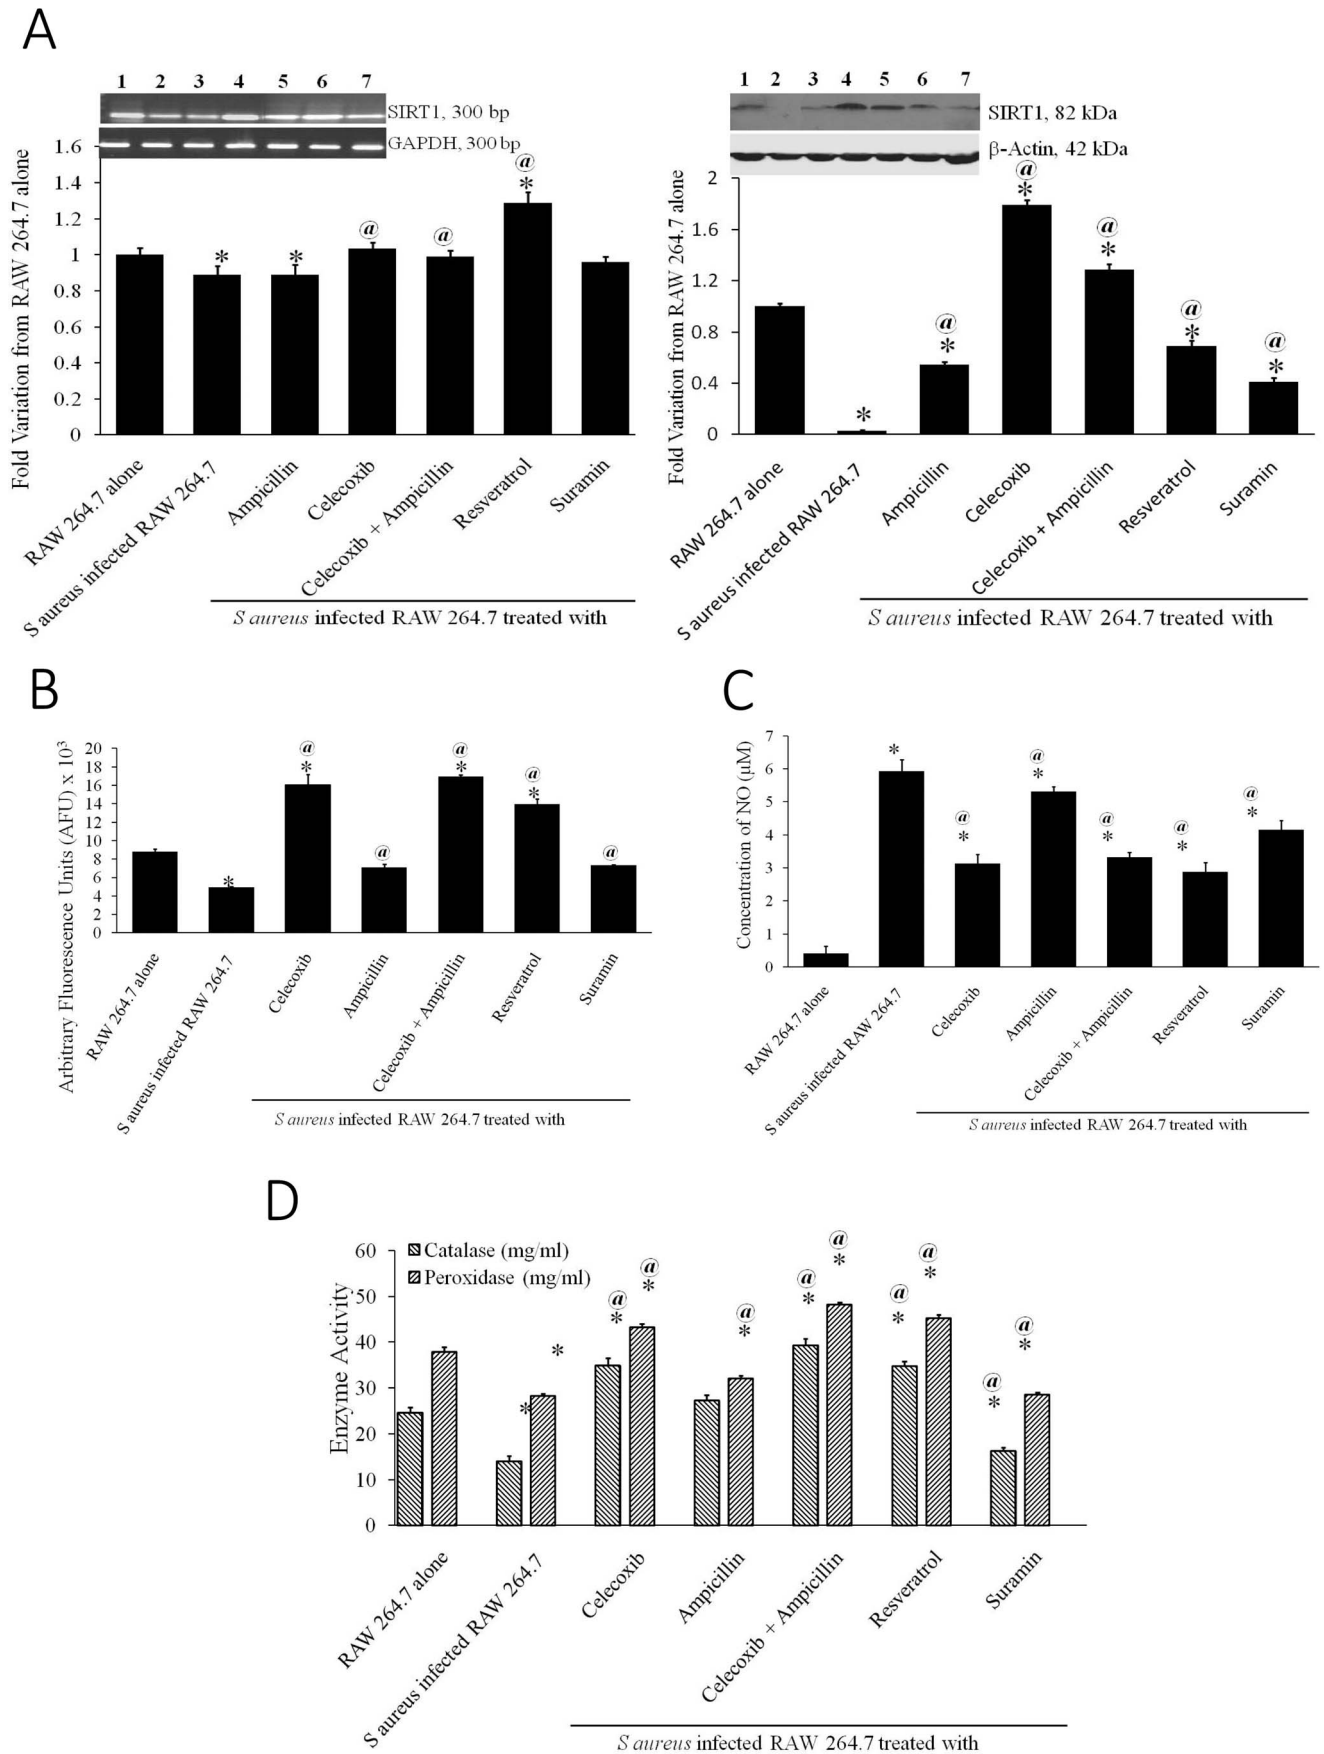 A
1 2 3 4 5 6 7
SIRT1, 300 bp
GAPDH, 300 bp
Fold Variation from RAW 264.7 alone
1.6
1.4
1.2
1
0.8
0.6
0.4
0.2
0
* * @ @ @ *
RAW 264.7 alone
S aureus infected RAW 264.7
Ampicillin
Celecoxib
Celecoxib + Ampicillin
Resveratrol
Suramin
S aureus infected RAW 264.7 treated with
1 2 3 4 5 6 7
SIRT1, 82 kDa
β-Actin, 42 kDa
Fold Variation from RAW 264.7 alone
2
1.6
1.2
0.8
0.4
0
* @ * @ * @ * @ * @ *
RAW 264.7 alone
S aureus infected RAW 264.7
Ampicillin
Celecoxib
Celecoxib + Ampicillin
Resveratrol
Suramin
S aureus infected RAW 264.7 treated with
B
Arbitrary Fluorescence Units (AFU) x 10³
20
18
16
14
12
10
8
6
4
2
0
* @ * @ @ * @ * @
RAW 264.7 alone
S aureus infected RAW 264.7
Celecoxib
Ampicillin
Celecoxib + Ampicillin
Resveratrol
Suramin
S aureus infected RAW 264.7 treated with
C
Concentration of NO (µM)
7
6
5
4
3
2
1
0
* @ * @ * @ * @ * @ *
RAW 264.7 alone
S aureus infected RAW 264.7
Celecoxib
Ampicillin
Celecoxib + Ampicillin
Resveratrol
Suramin
S aureus infected RAW 264.7 treated with
D
Enzyme Activity
60
50
40
30
20
10
0
Catalase (mg/ml)
Peroxidase (mg/ml)
* * @ * @ * @ * @ * @ * @ * @ * @ * @ *
RAW 264.7 alone
S aureus infected RAW 264.7
Celecoxib
Ampicillin
Celecoxib + Ampicillin
Resveratrol
Suramin
S aureus infected RAW 264.7 treated with